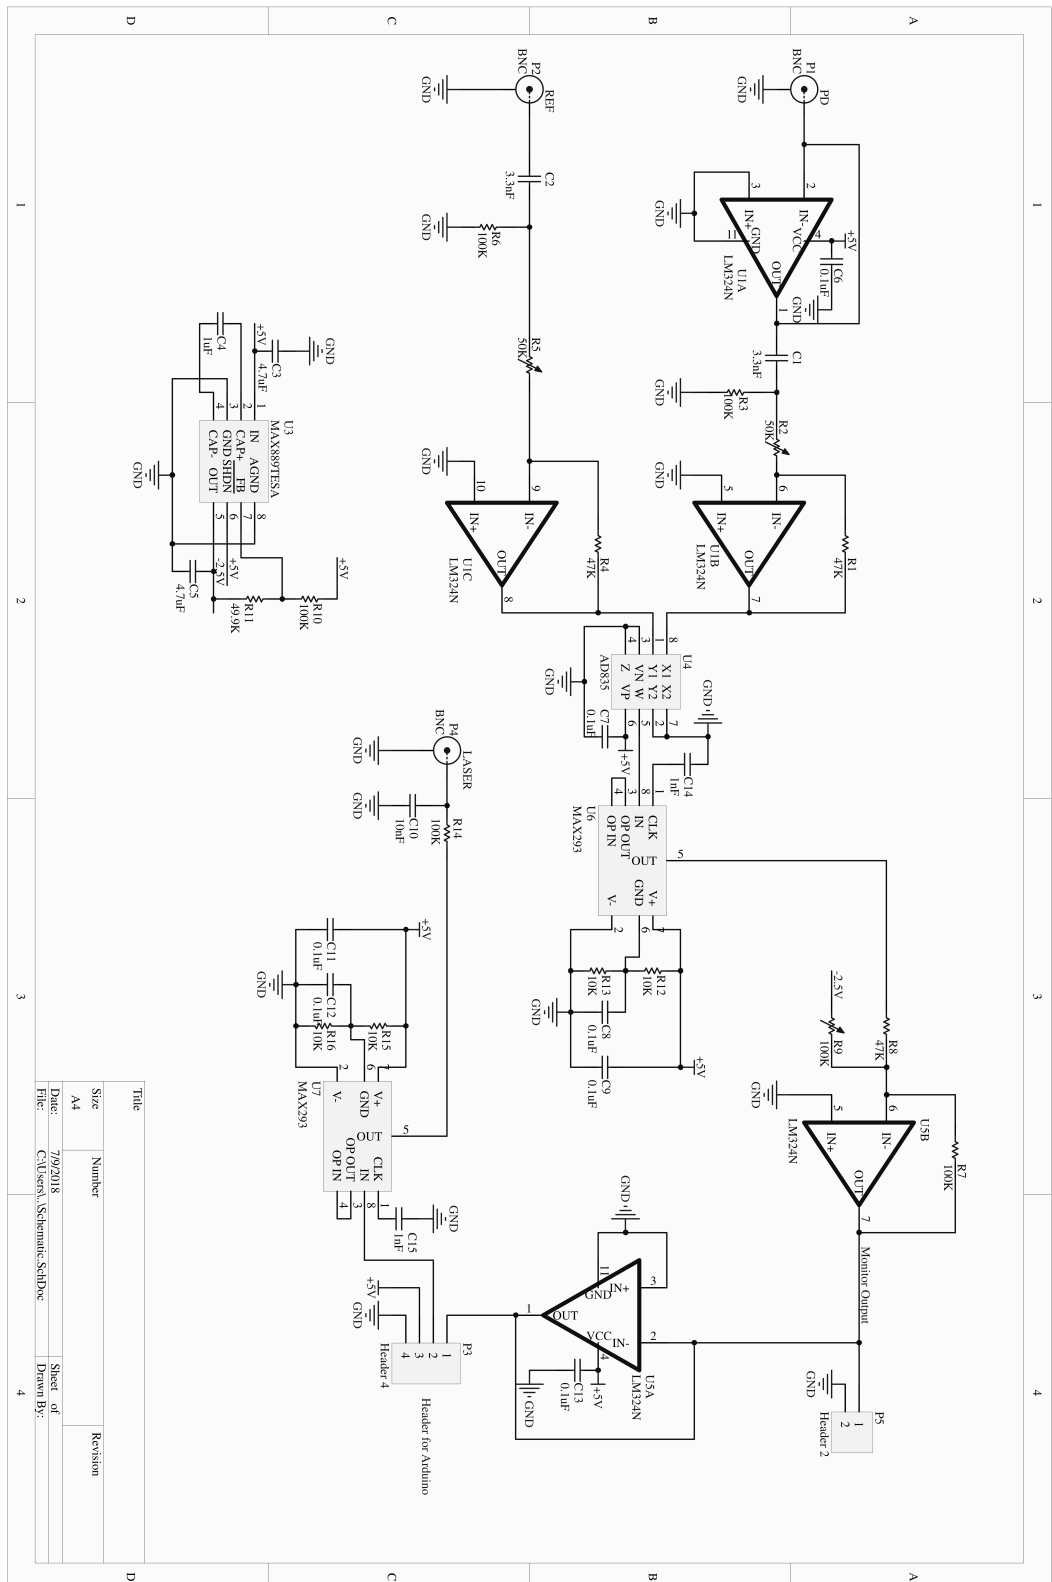 1
2
3
4
A
B
C
D
P1
BNC
PD
GND
2
3
IN-
IN+
VCC
4
+5V
GND
11
OUT
1
U1A
LM324N
GND
C6
0.1uF
GND
C1
3.3nF
R3
100K
GND
R2
50K
6
5
IN-
IN+
OUT
7
U1B
LM324N
GND
R1
47K
P2
BNC
REF
GND
C2
3.3nF
R6
100K
GND
R5
50K
9
10
IN-
IN+
OUT
8
U1C
LM324N
GND
R4
47K
U4
AD835
8
1
3
4
X1 X2
Y1 Y2
VN W
Z VP
7
2
5
6
GND
C7
0.1uF
+5V
GND
C14
1nF
U6
MAX293
1
8
3
4
CLK
IN
OP OUT
OP IN
OUT
5
V+
GND
V-
7
6
2
R12
10K
R13
10K
C8
0.1uF
C9
0.1uF
+5V
GND
-2.5V
R9
100K
R8
47K
U5B
LM324N
6
5
IN-
IN+
OUT
7
GND
R7
100K
Monitor Output
P5
Header 2
1
2
GND
U5A
LM324N
3
2
IN+
IN-
11
GND
VCC
4
OUT
1
GND
+5V
C13
0.1uF
GND
P3
Header 4
1
2
3
4
+5V
GND
Header for Arduino
U3
MAX889TESA
1
2
3
4
IN AGND
CAP+ FB
GND SHDN
CAP- OUT
8
7
6
5
+5V
C3
4.7uF
GND
C4
1uF
GND
+5V
-2.5V
C5
4.7uF
R11
49.9K
R10
100K
+5V
P4
BNC
LASER
GND
C10
10nF
GND
R14
100K
+5V
C11
0.1uF
C12
0.1uF
R15
10K
R16
10K
GND
U7
MAX293
7
6
2
V+
GND
V-
OUT
5
CLK
IN
OP OUT
OP IN
1
8
3
4
C15
1nF
GND
Title
Size
Number
Revision
A4
Date:
7/9/2018
Sheet of
File:
C:\Users\..\Schematic.SchDoc
Drawn By:
1
2
3
4
A
B
C
D